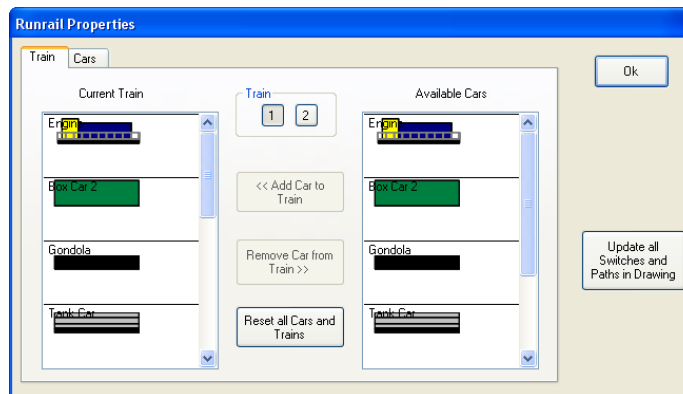 Runrail Properties
Train
Cars
Ok
Current Train
Train
Available Cars
1
2
Engin
Box Car 2
Gondola
Tank Car
<< Add Car to
Train
Remove Car from
Train >>
Reset all Cars and
Trains
Engin
Box Car 2
Gondola
Tank Car
Update all
Switches and
Paths in Drawing